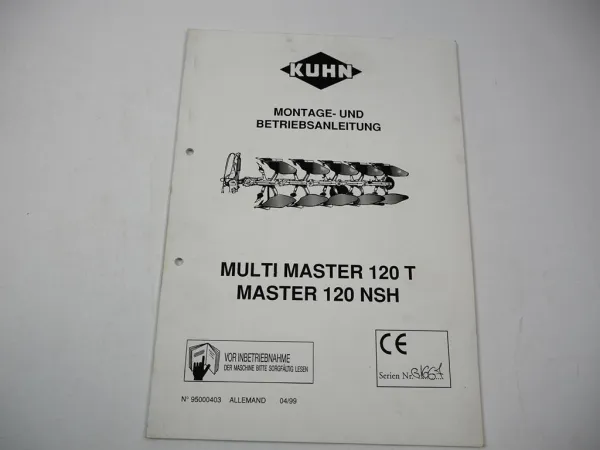 KUHN
MONTAGE- UND
BETRIEBSANLEITUNG
MULTI MASTER 120 T
MASTER 120 NSH
VOR INBETRIEBNAHME
DER MASCHINE BITTE SORGFÄLTIG LESEN
CE
Serien Nr.
N° 95000403 ALLEMAND 04/99